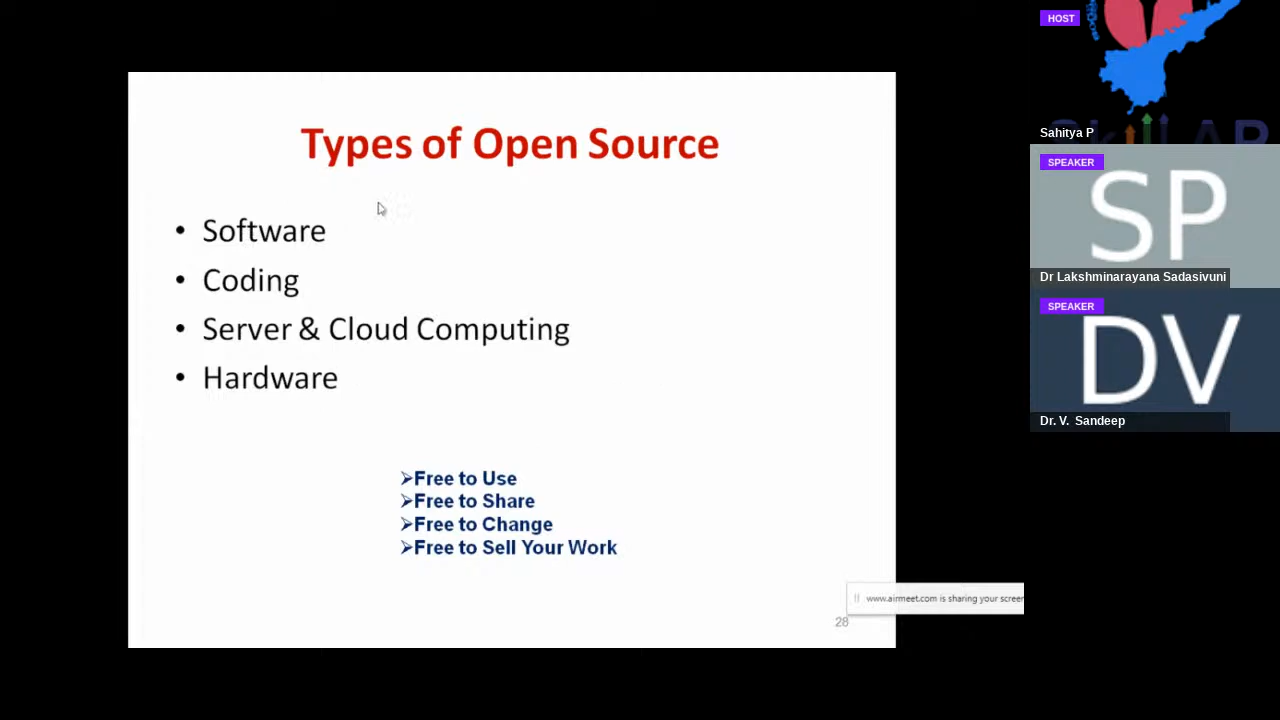 Types of Open Source
• Software
• Coding
• Server & Cloud Computing
• Hardware
➢Free to Use
➢Free to Share
➢Free to Change
➢Free to Sell Your Work
www.airmeet.com is sharing your screen
28
HOST
Sahitya P
SPEAKER
SP
Dr Lakshminarayana Sadasivuni
SPEAKER
DV
Dr. V. Sandeep